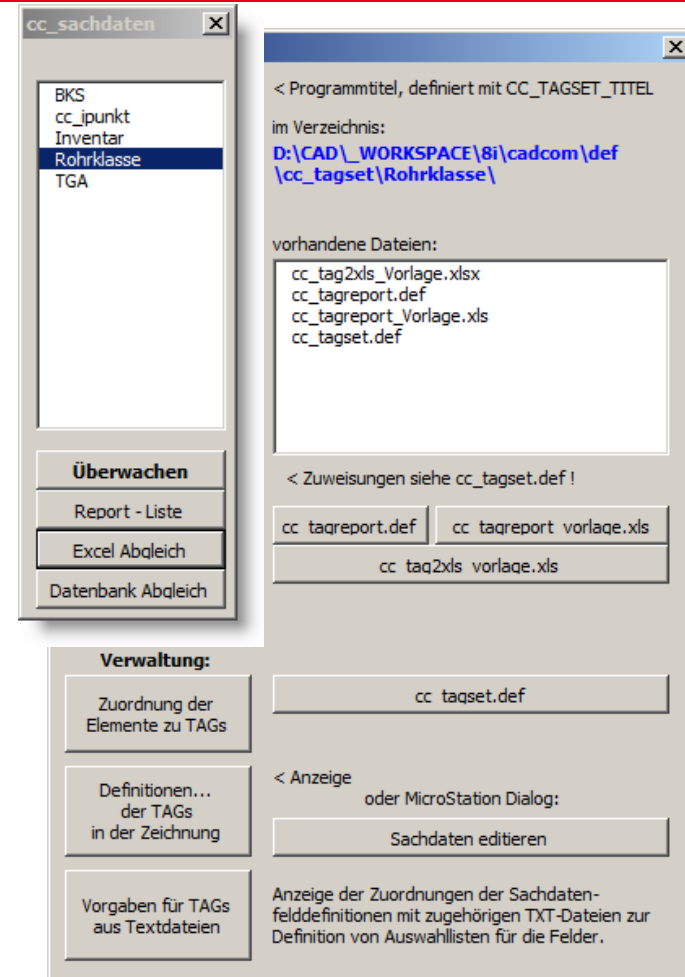 cc_sachdaten
BKS
cc_ipunkt
Inventar
Rohrklasse
TGA
Überwachen
Report - Liste
Excel Abgleich
Datenbank Abgleich
< Programmtitel, definiert mit CC_TAGSET_TITEL
im Verzeichnis:
D:\CAD\_WORKSPACE\8i\cadcom\def
\cc_tagset\Rohrklasse\
vorhandene Dateien:
cc_tag2xls_Vorlage.xlsx
cc_tagreport.def
cc_tagreport_Vorlage.xls
cc_tagset.def
< Zuweisungen siehe cc_tagset.def !
cc_tagreport.def
cc_tagreport_vorlage.xls
cc_tag2xls_vorlage.xls
Verwaltung:
Zuordnung der
Elemente zu TAGs
cc_tagset.def
Definitionen...
der TAGs
in der Zeichnung
< Anzeige
oder MicroStation Dialog:
Sachdaten editieren
Vorgaben für TAGs
aus Textdateien
Anzeige der Zuordnungen der Sachdaten-
felddefinitionen mit zugehörigen TXT-Dateien zur
Definition von Auswahllisten für die Felder.